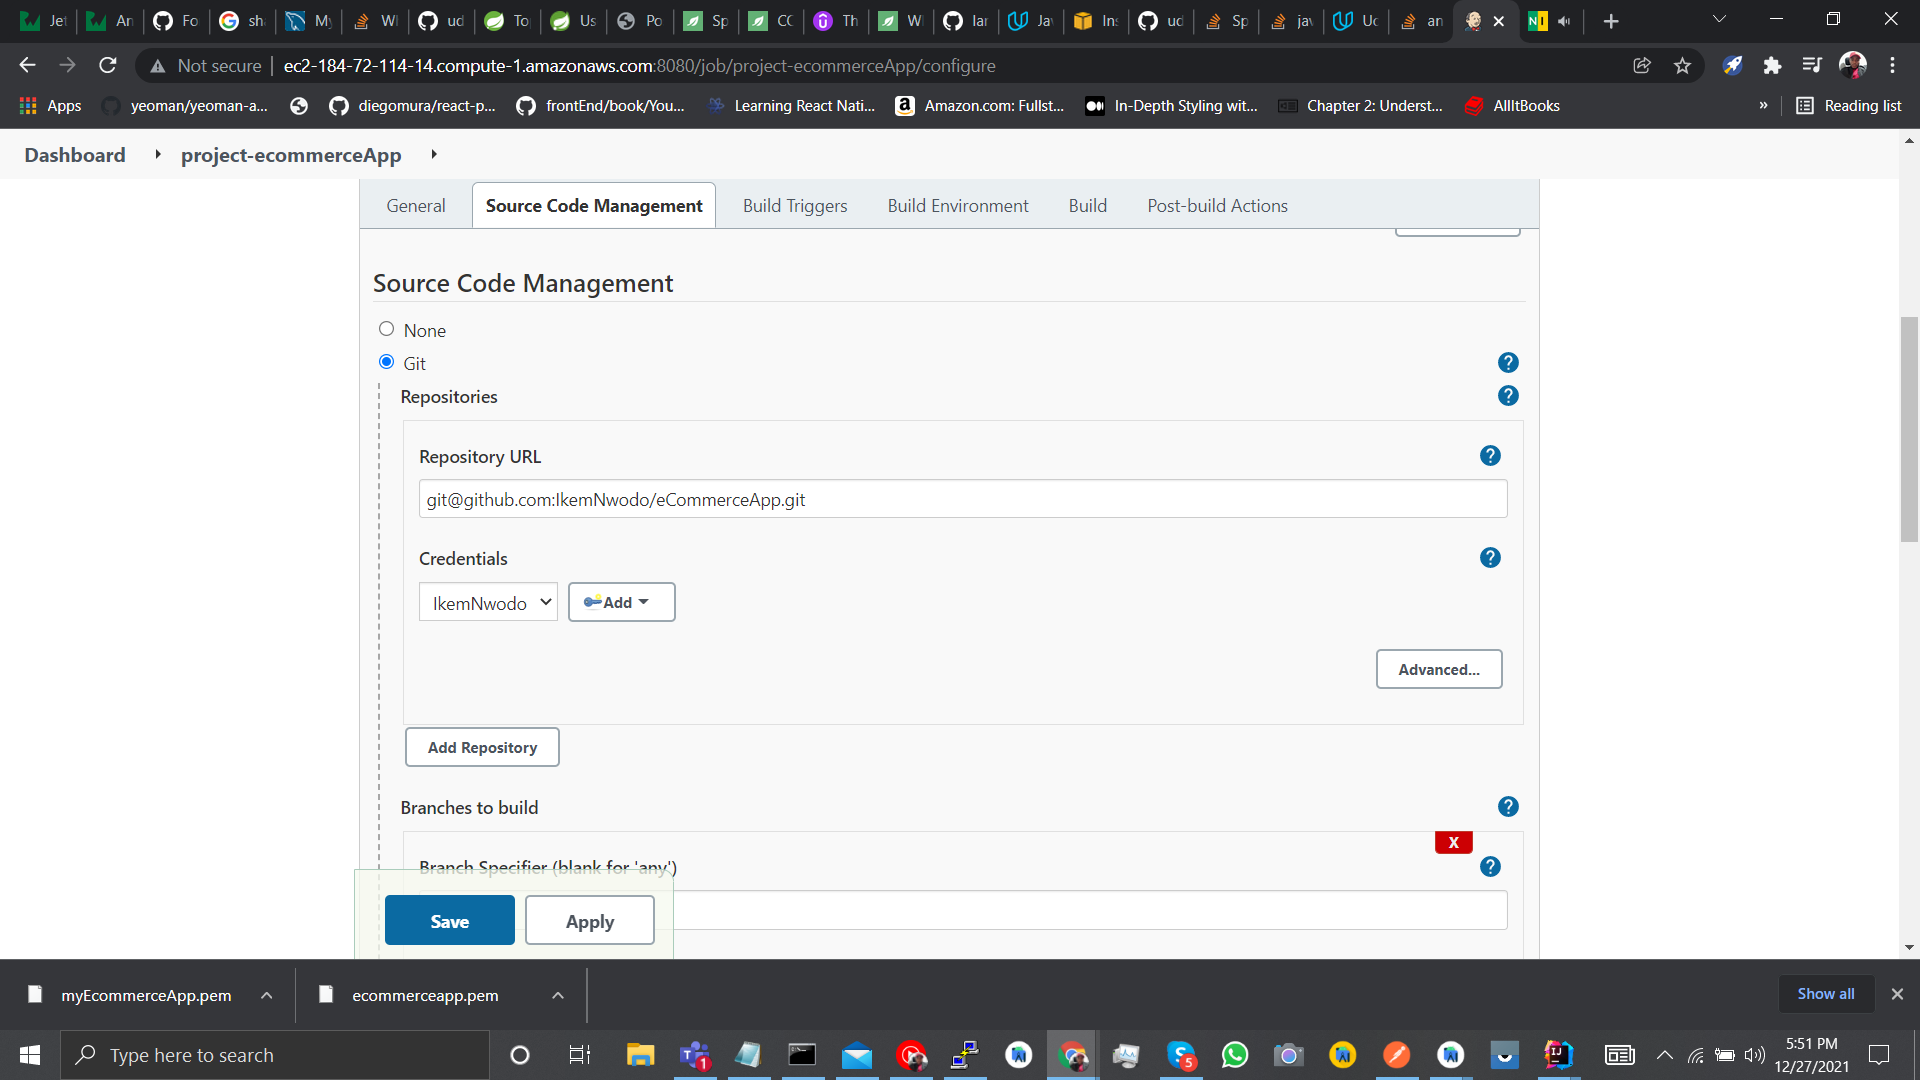 Jet
An
Fo
sh
My
W
ud
To
Us
Po
Sp
CC
Th
W
lar
Ja
Ins
ud
Sp
jav
Uc
an
N I
Not secure ec2-184-72-114-14.compute-1.amazonaws.com:8080/job/project-ecommerceApp/configure
Apps
yeoman/yeoman-a...
diegomura/react-p...
frontEnd/book/You...
Learning React Nati...
Amazon.com: Fullst...
In-Depth Styling wit...
Chapter 2: Underst...
AllItBooks
»
Reading list
Dashboard
project-ecommerceApp
General
Source Code Management
Build Triggers
Build Environment
Build
Post-build Actions
Source Code Management
None
Git
?
Repositories
?
Repository URL
?
git@github.com:IkemNwodo/eCommerceApp.git
Credentials
?
IkemNwodo
Add
Advanced...
Add Repository
Branches to build
?
X
Branch Specifier (blank for 'any')
?
Save
Apply
myEcommerceApp.pem
ecommerceapp.pem
Show all
Type here to search
1
5
5:51 PM
12/27/2021